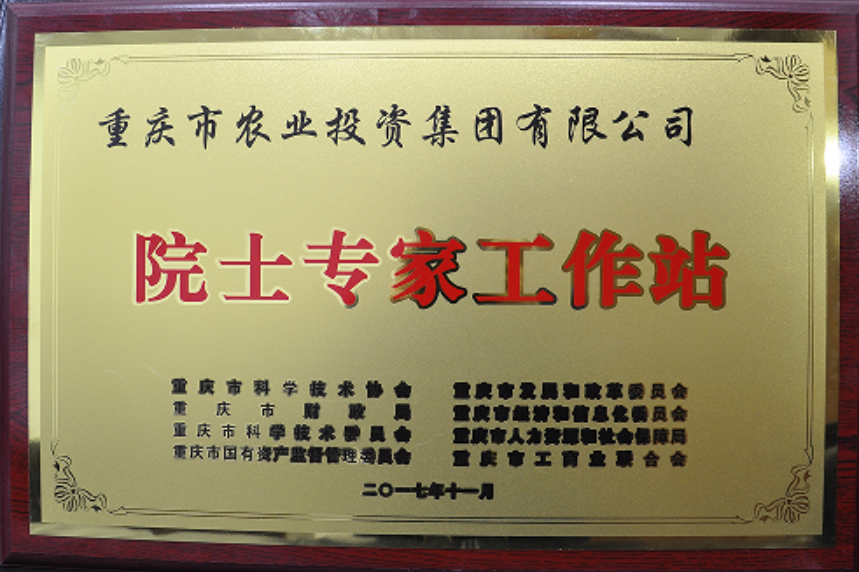 重庆市农业投资集团有限公司
院士专家工作站
重庆市科学技术协会 重庆市发展和改革委员会
重庆市财政局 重庆市经济和信息化委员会
重庆市科学技术委员会 重庆市人力资源和社会保障局
重庆市国有资产监督管理委员会 重庆市工商业联合会
二〇一七年十一月